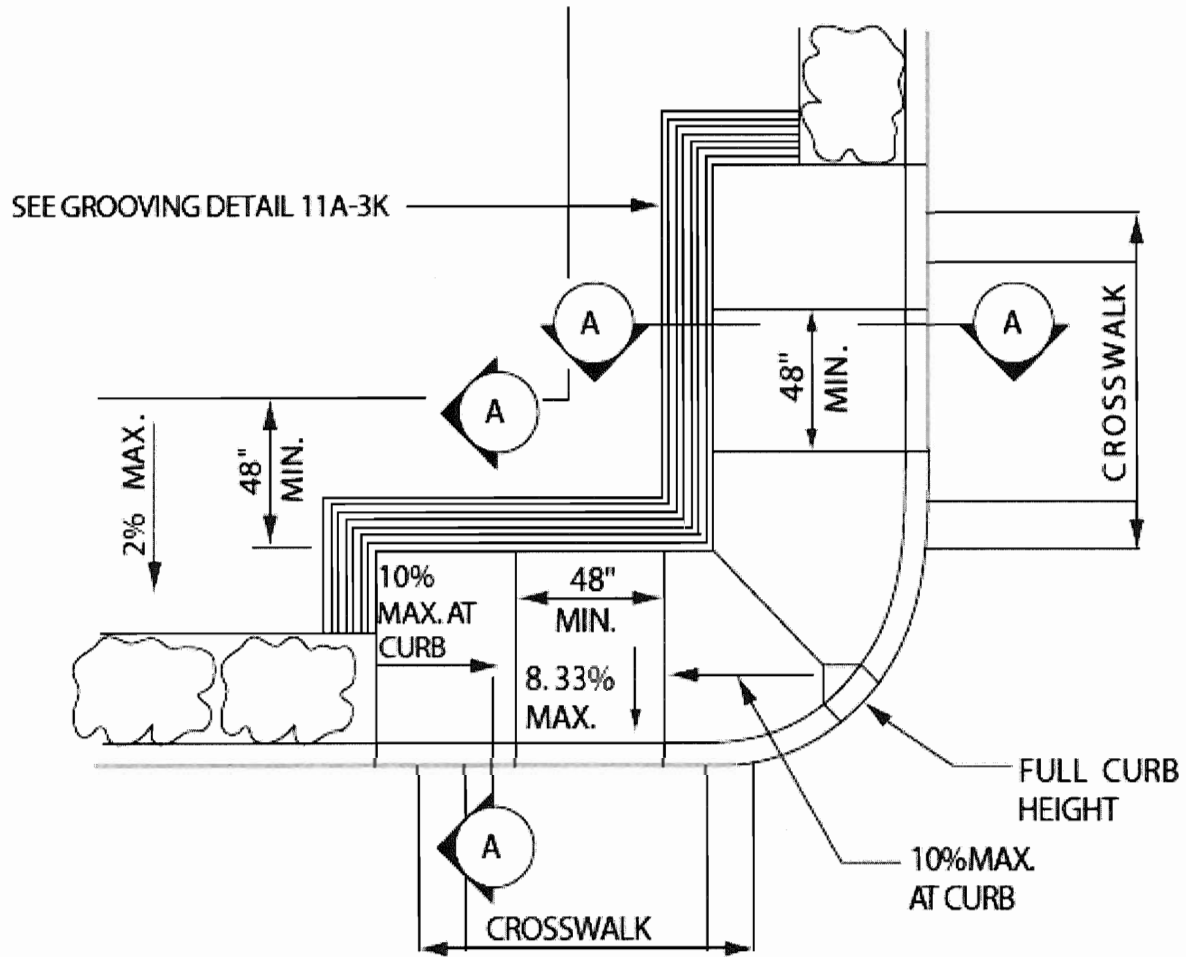 SEE GROOVING DETAIL 11A-3K
A
A
A
48"
MIN.
CROSSWALK
2% MAX.
48"
MIN.
10%
MAX. AT
CURB
48"
MIN.
8.33%
MAX.
FULL CURB
HEIGHT
10% MAX.
AT CURB
A
CROSSWALK